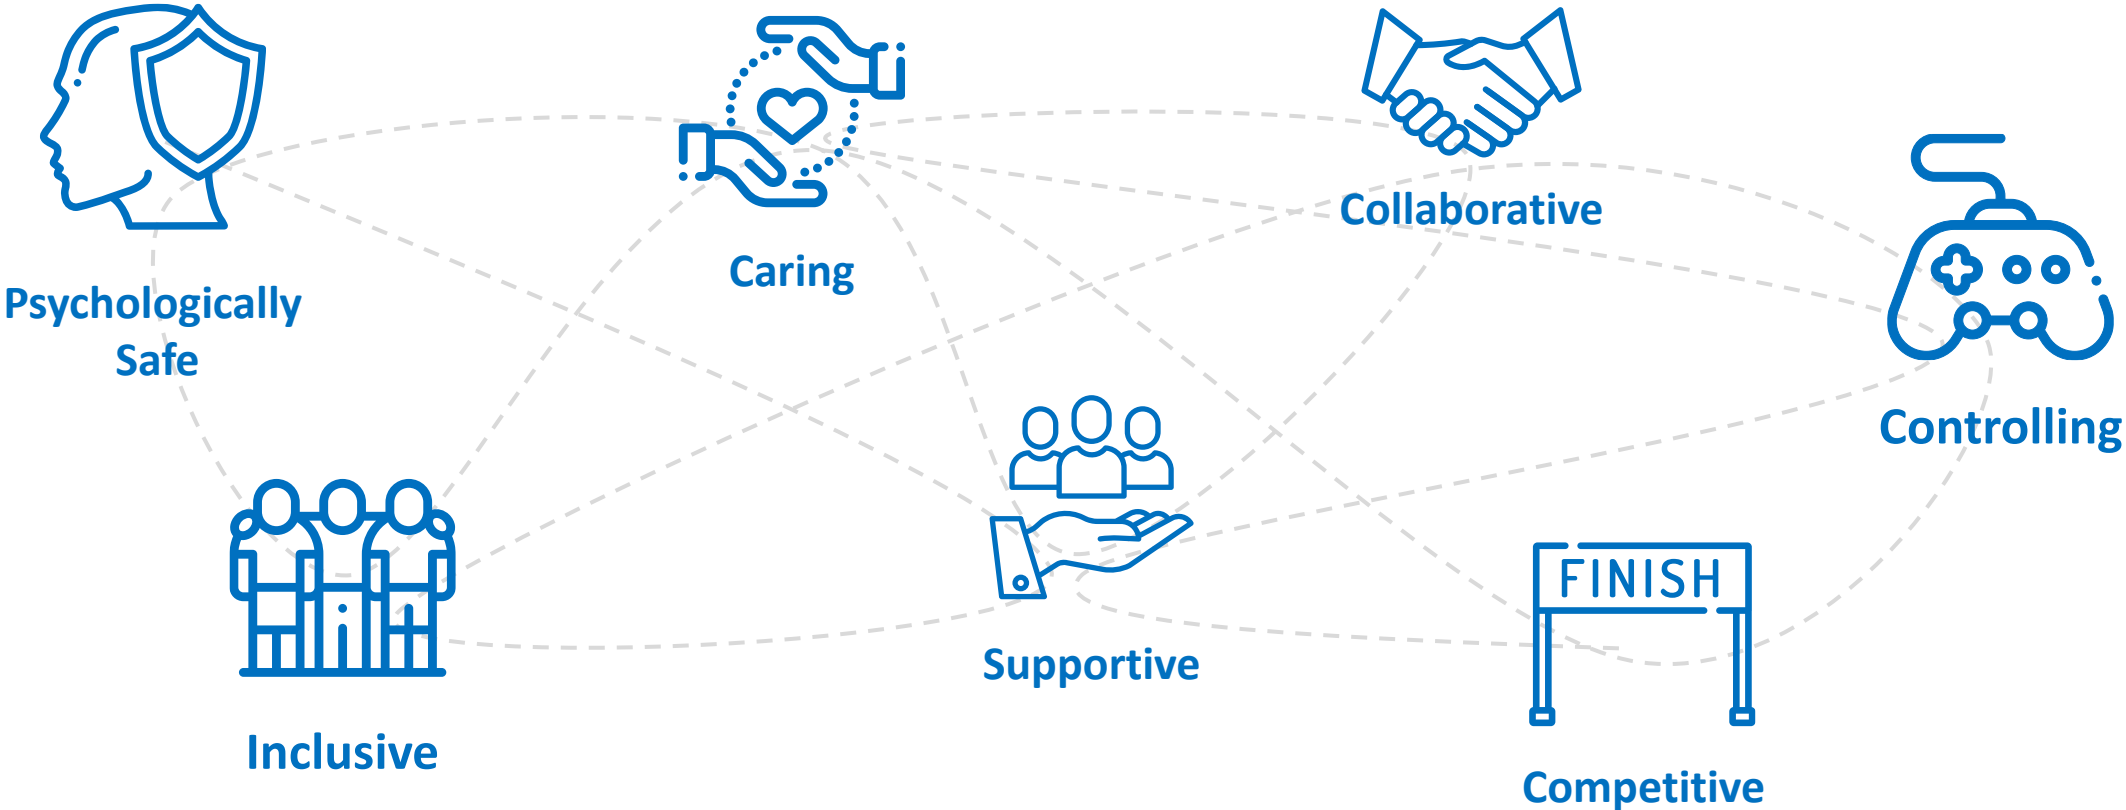 Psychologically
Safe
Caring
Collaborative
Controlling
Inclusive
Supportive
FINISH
Competitive